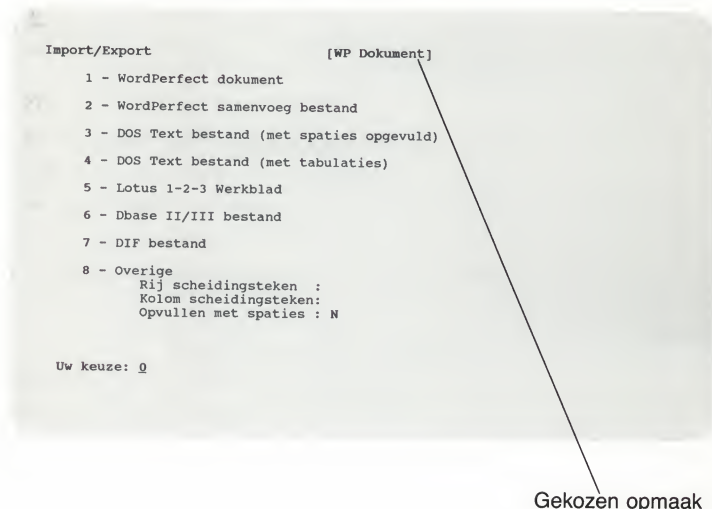 Import/Export [WP Dokument]
1 - WordPerfect dokument
2 - WordPerfect samenvoeg bestand
3 - DOS Text bestand (met spaties opgevuld)
4 - DOS Text bestand (met tabulaties)
5 - Lotus 1-2-3 Werkblad
6 - Dbase II/III bestand
7 - DIF bestand
8 - Overige
Rij scheidingsteken :
Kolom scheidingsteken:
Opvullen met spaties : N
Uw keuze: 0
Gekozen opmaak